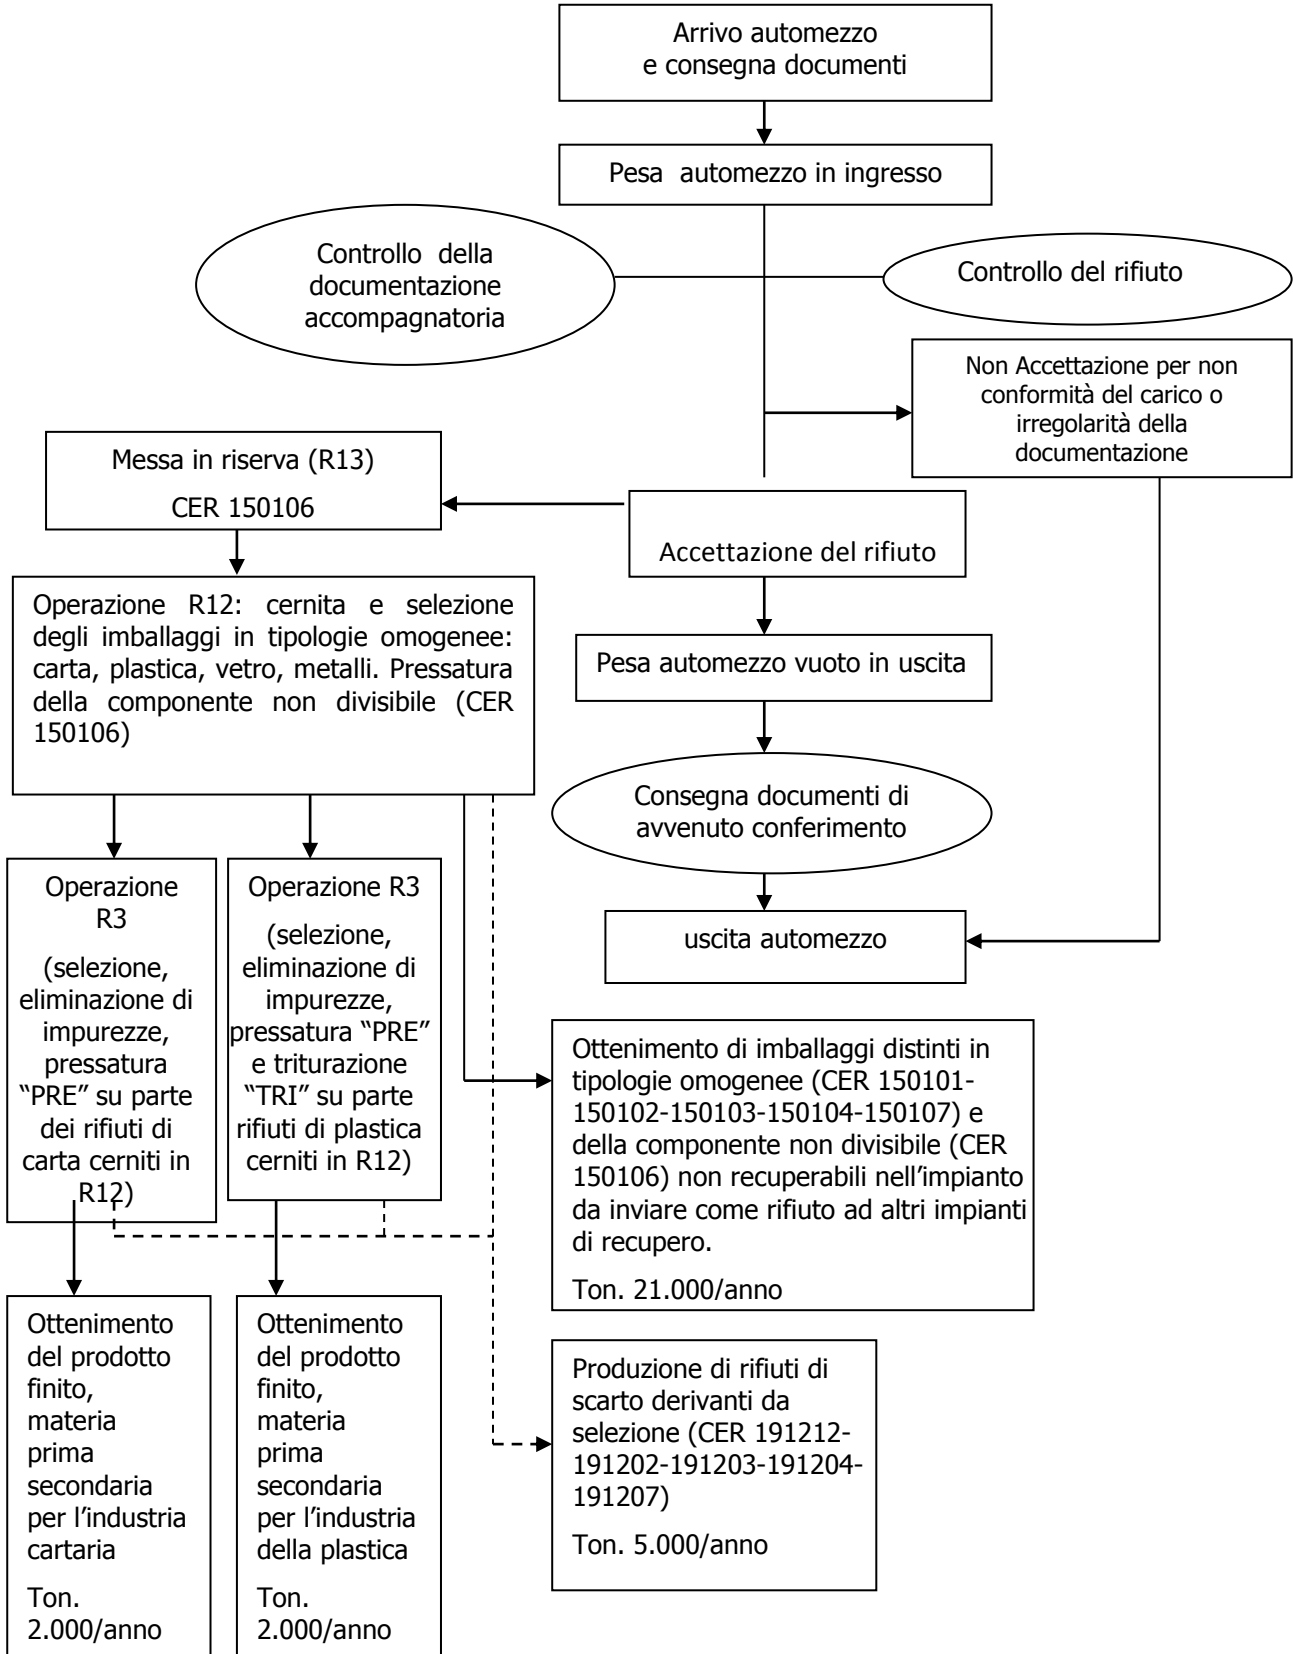 Arrivo automezzo
e consegna documenti
Pesa automezzo in ingresso
Controllo della
documentazione
accompagnatoria
Controllo del rifiuto
Non Accettazione per non
conformità del carico o
irregolarità della
documentazione
Messa in riserva (R13)
CER 150106
Accettazione del rifiuto
Operazione R12: cernita e selezione
degli imballaggi in tipologie omogenee:
carta, plastica, vetro, metalli. Pressatura
della componente non divisibile (CER
150106)
Pesa automezzo vuoto in uscita
Consegna documenti di
avvenuto conferimento
uscita automezzo
Operazione
R3
(selezione,
eliminazione di
impurezze,
pressatura
“PRE” su parte
dei rifiuti di
carta cerniti in
R12)
Operazione R3
(selezione,
eliminazione di
impurezze,
pressatura “PRE”
e triturazione
“TRI” su parte
rifiuti di plastica
cerniti in R12)
Ottenimento di imballaggi distinti in
tipologie omogenee (CER 150101-
150102-150103-150104-150107) e
della componente non divisibile (CER
150106) non recuperabili nell’impianto
da inviare come rifiuto ad altri impianti
di recupero.
Ton. 21.000/anno
Ottenimento
del prodotto
finito,
materia
prima
secondaria
per l’industria
cartaria
Ton.
2.000/anno
Ottenimento
del prodotto
finito,
materia
prima
secondaria
per l’industria
della plastica
Ton.
2.000/anno
Produzione di rifiuti di
scarto derivanti da
selezione (CER 191212-
191202-191203-191204-
191207)
Ton. 5.000/anno